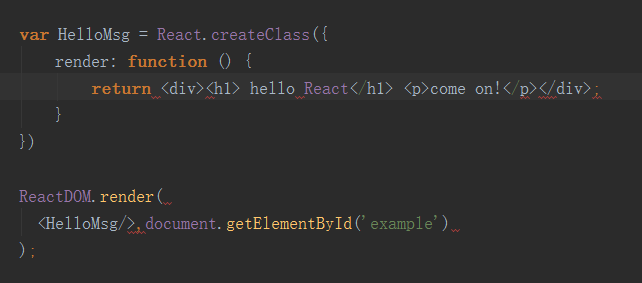 var HelloMsg = React.createClass({
    render: function () {
        return <div><h1> hello React</h1> <p>come on!</p></div>;
    }
})

ReactDOM.render(
  <HelloMsg/>,document.getElementById('example')
);